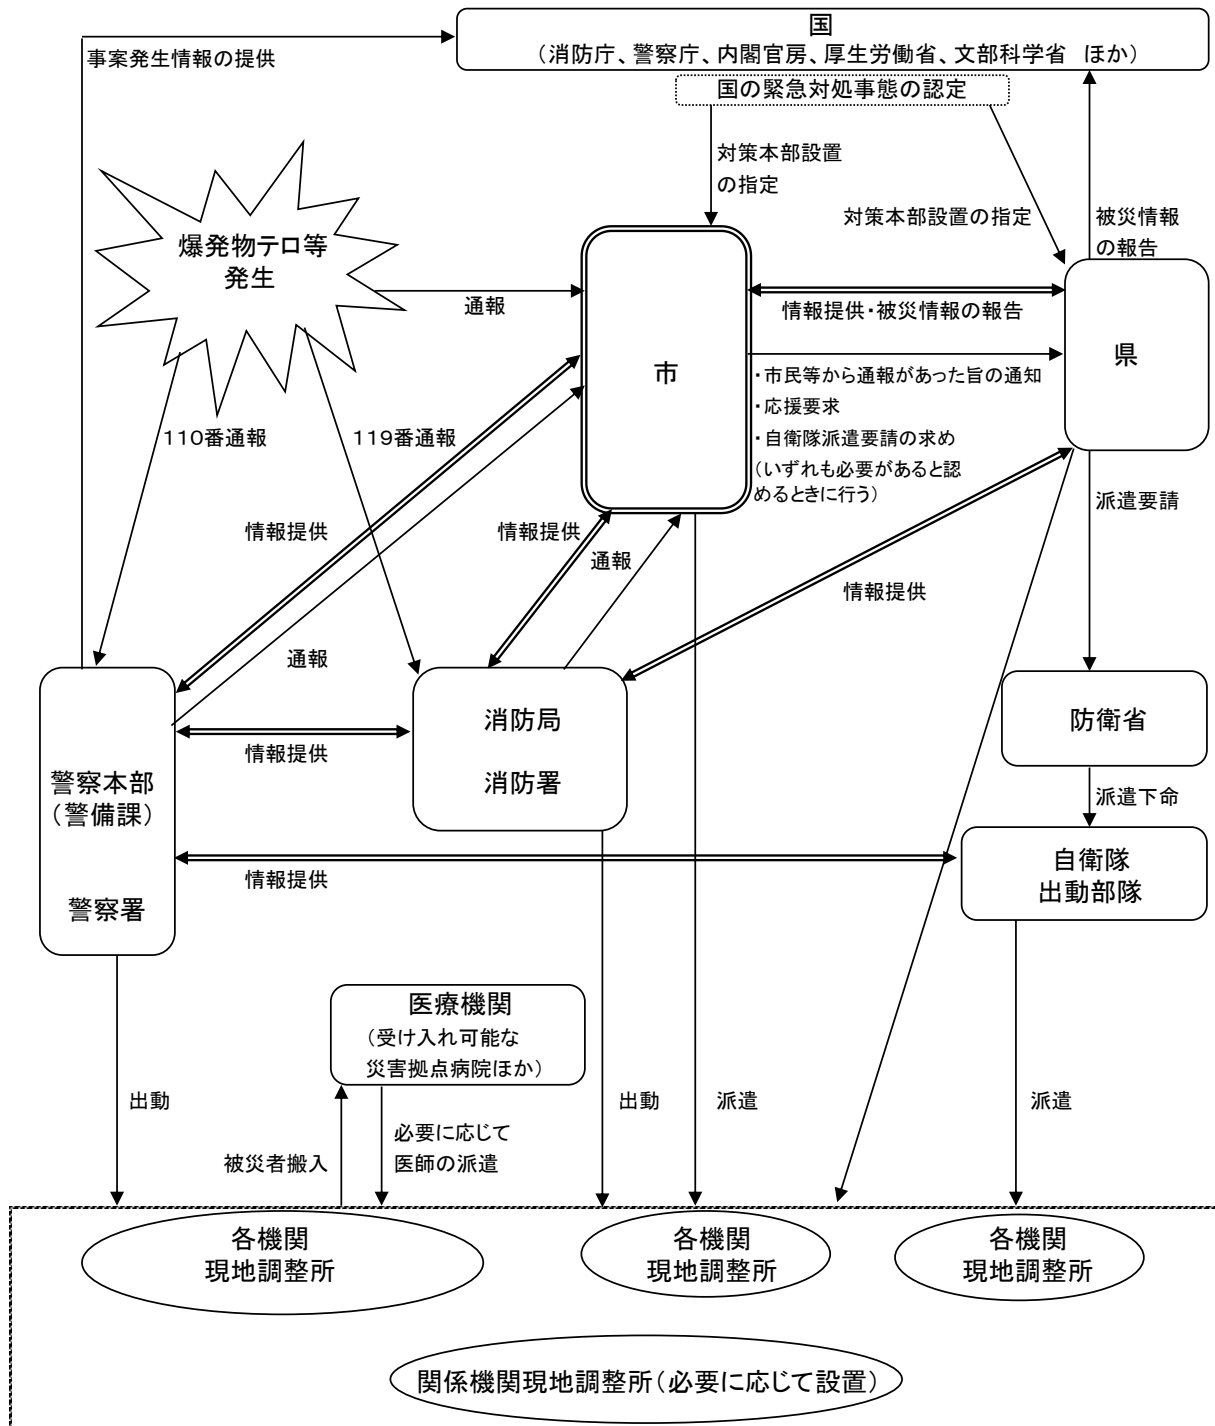 国
（消防庁、警察庁、内閣官房、厚生労働省、文部科学省　ほか）
事案発生情報の提供
国の緊急対処事態の認定
対策本部設置
の指定
対策本部設置の指定
被災情報
の報告
爆発物テロ等
発生
通報
情報提供・被災情報の報告
市
県
・市民等から通報があった旨の通知
・応援要求
・自衛隊派遣要請の求め
（いずれも必要があると認
めるときに行う）
110番通報
119番通報
派遣要請
情報提供
情報提供
通報
情報提供
通報
消防局
消防署
防衛省
情報提供
警察本部
（警備課）
警察署
派遣下命
自衛隊
出動部隊
情報提供
医療機関
（受け入れ可能な
災害拠点病院ほか）
出動
出動
派遣
派遣
必要に応じて
医師の派遣
被災者搬入
各機関
現地調整所
各機関
現地調整所
各機関
現地調整所
関係機関現地調整所（必要に応じて設置）